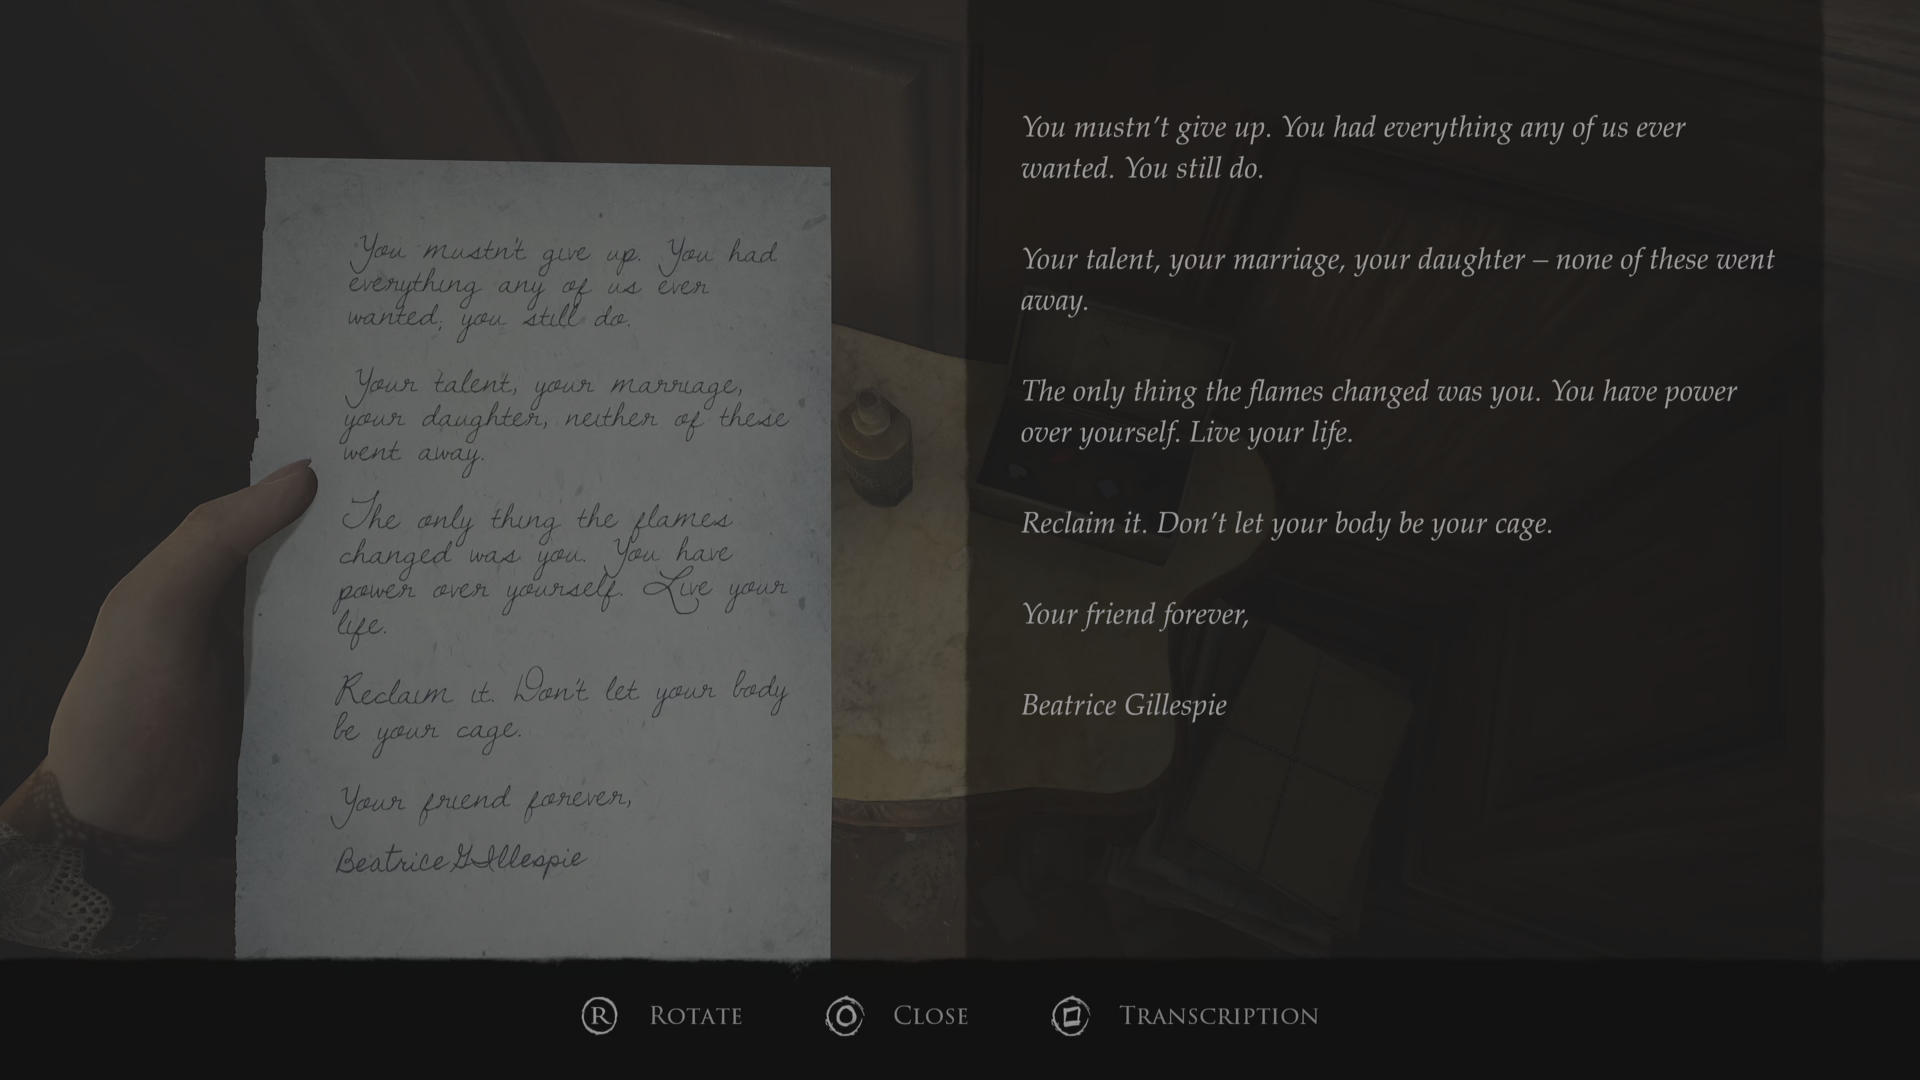 You mustn't give up. You had
everything any of us ever
wanted, you still do.
Your talent, your marriage,
your daughter, neither of these
went away.
The only thing the flames
changed was you. You have
power over yourself. Live your
life.
Reclaim it. Don't let your body
be your cage.
Your friend forever,
Beatrice Gillespie
You mustn’t give up. You had everything any of us ever
wanted. You still do.
Your talent, your marriage, your daughter – none of these went
away.
The only thing the flames changed was you. You have power
over yourself. Live your life.
Reclaim it. Don’t let your body be your cage.
Your friend forever,
Beatrice Gillespie
R Rotate Close Transcription